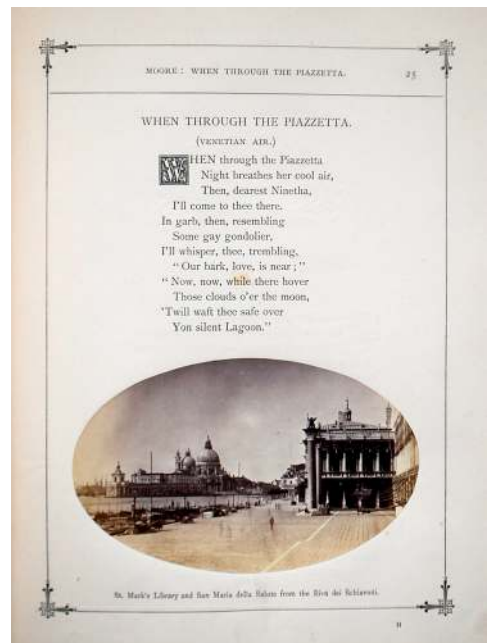 MOORE: WHEN THROUGH THE PIAZZETTA. 25
WHEN THROUGH THE PIAZZETTA.
(VENETIAN AIR.)
WHEN through the Piazzetta
Night breathes her cool air,
Then, dearest Ninetha,
I'll come to thee there.
In garb, then, resembling
Some gay gondolier,
I'll whisper, thee, trembling,
"Our bark, love, is near;"
"Now, now, while there hover
Those clouds o'er the moon,
'Twill waft thee safe over
Yon silent Lagoon."
St. Mark's Library and San Maria della Salute from the Riva dei Schiavoni.
H